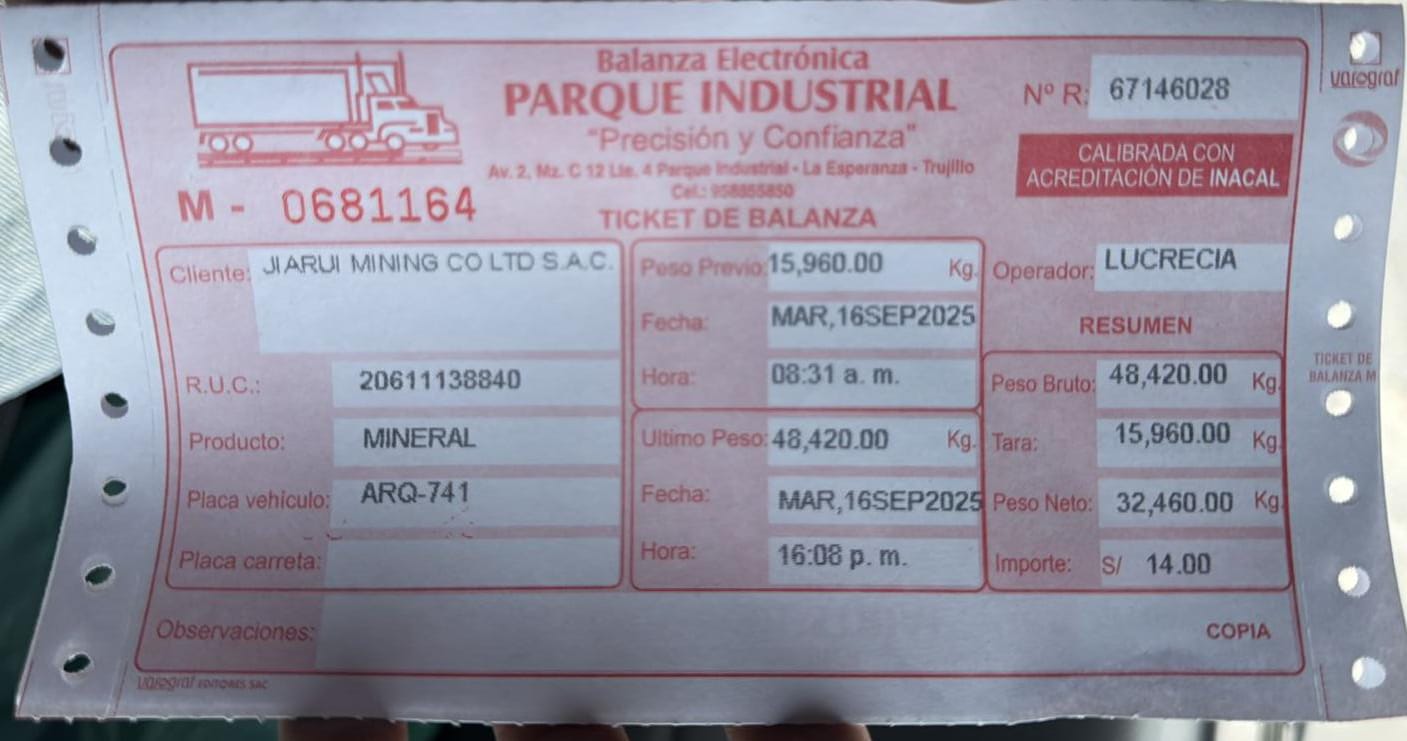 Balanza Electrónica
PARQUE INDUSTRIAL
"Precisión y Confianza"
Av. 2, Mz. C 12 Lte. 4 Parque Industrial - La Esperanza - Trujillo
Cel.: 958855850
TICKET DE BALANZA
M - 0681164
Nº R: 67146028
CALIBRADA CON
ACREDITACIÓN DE INACAL
varograf
Cliente: JIARUI MINING CO LTD S.A.C.
R.U.C.: 20611138840
Producto: MINERAL
Placa vehículo: ARQ-741
Placa carreta:
Peso Previo: 15,960.00 Kg.
Fecha: MAR,16SEP2025
Hora: 08:31 a. m.
Ultimo Peso: 48,420.00 Kg.
Fecha: MAR,16SEP2025
Hora: 16:08 p. m.
Operador: LUCRECIA
RESUMEN
Peso Bruto: 48,420.00 Kg.
Tara: 15,960.00 Kg.
Peso Neto: 32,460.00 Kg.
Importe: S/ 14.00
TICKET DE
BALANZA M
Observaciones:
COPIA
varograf EDITORES SAC